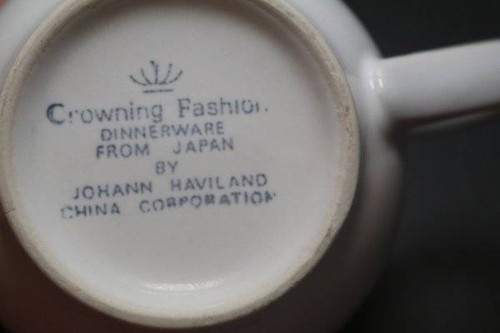 Crowning Fashion.
DINNERWARE
FROM JAPAN
BY
JOHANN HAVILAND
CHINA CORPORATION